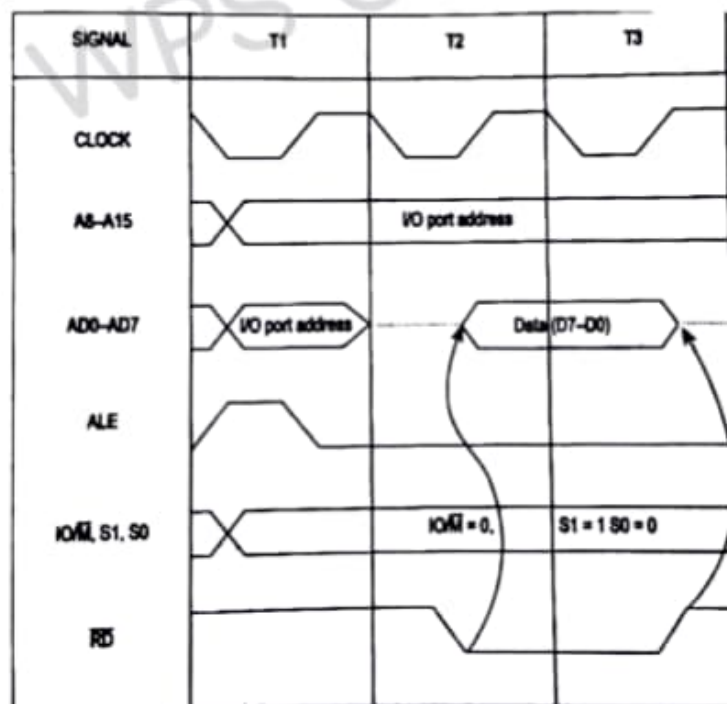 WPS
SIGNAL T1 T2 T3
CLOCK
A8–A15 I/O port address
AD0–AD7 I/O port address Data (D7–D0)
ALE
IO/M̅, S1, S0 IO/M̅ = 0, S1 = 1 S0 = 0
R̅D̅